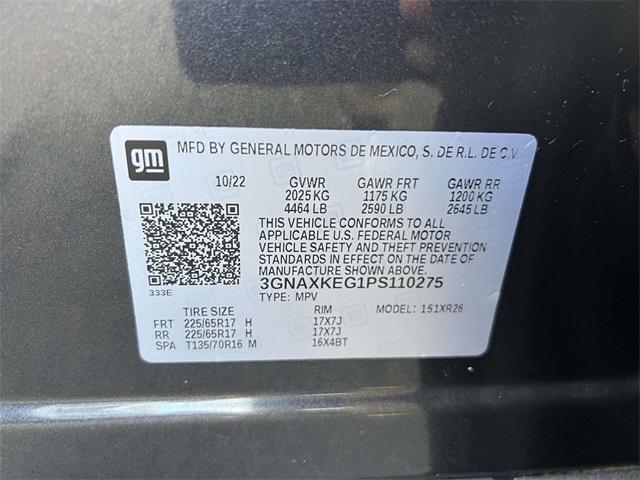 gm MFD BY GENERAL MOTORS DE MEXICO, S. DE R.L. DE C.V.
10/22 GVWR GAWR FRT GAWR RR
2025 KG 1175 KG 1200 KG
4464 LB 2590 LB 2645 LB
THIS VEHICLE CONFORMS TO ALL
APPLICABLE U.S. FEDERAL MOTOR
VEHICLE SAFETY AND THEFT PREVENTION
STANDARDS IN EFFECT ON THE DATE OF
MANUFACTURE SHOWN ABOVE.
333E 3GNAXKEG1PS110275
TYPE: MPV
TIRE SIZE RIM MODEL: 151XR26
FRT 225/65R17 H 17X7J
RR 225/65R17 H 17X7J
SPA T135/70R16 M 16X4BT